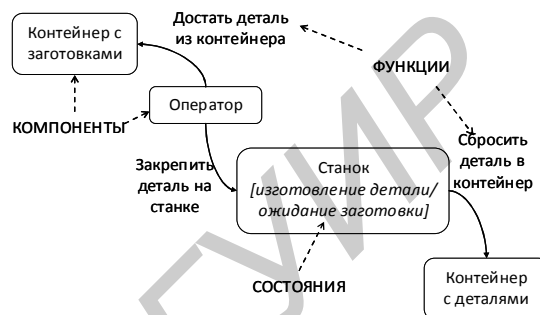 Достать деталь
из контейнера
Контейнер с
заготовками
ФУНКЦИИ
Оператор
КОМПОНЕНТЫ
Сбросить
деталь в
контейнер
Закрепить
деталь на
станке
Станок
[изготовление детали/
ожидание заготовки]
СОСТОЯНИЯ
Контейнер
с деталями
ГУИР